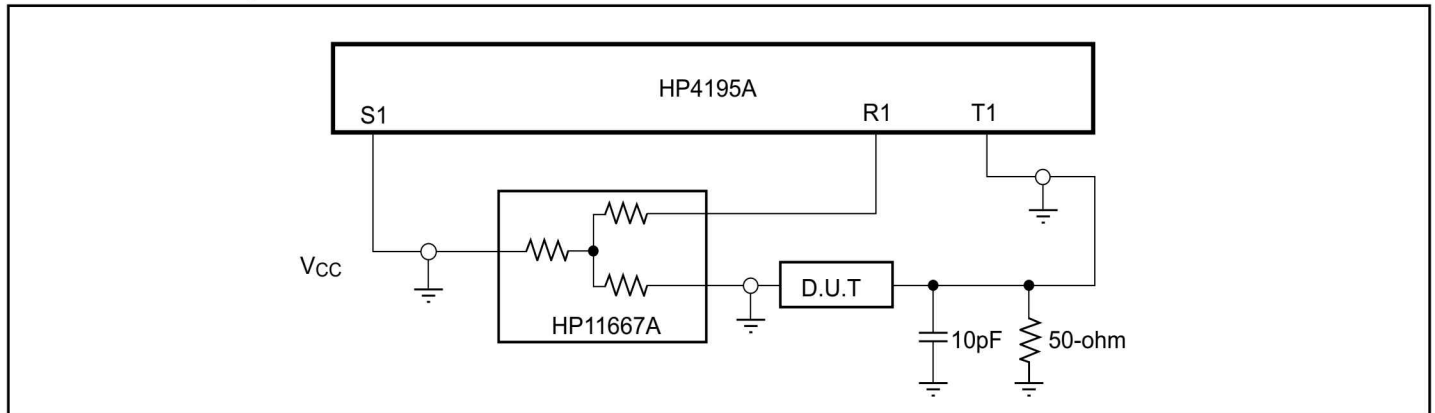 HP4195A
S1
R1
T1
VCC
HP11667A
D.U.T
10pF
50-ohm